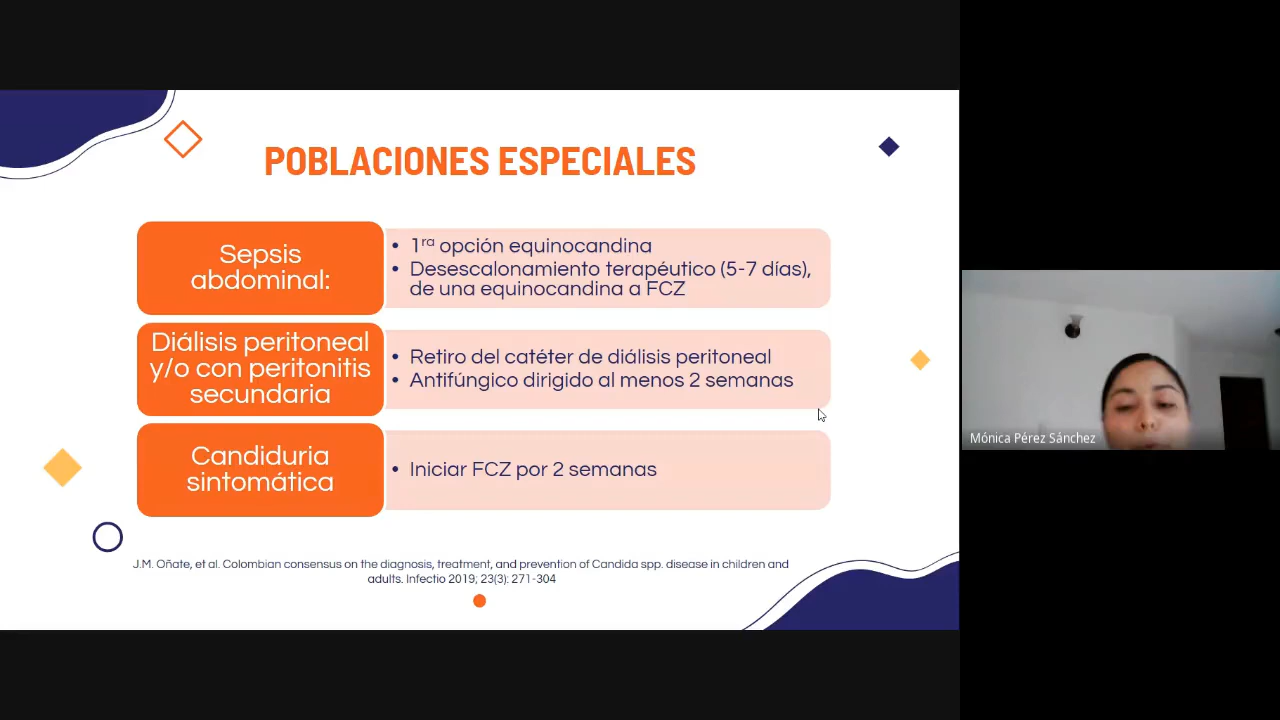 POBLACIONES ESPECIALES
Sepsis
abdominal:
• 1ra opción equinocandina
• Desescalonamiento terapéutico (5-7 días),
de una equinocandina a FCZ
Diálisis peritoneal
y/o con peritonitis
secundaria
• Retiro del catéter de diálisis peritoneal
• Antifúngico dirigido al menos 2 semanas
Candiduria
sintomática
• Iniciar FCZ por 2 semanas
J.M. Oñate, et al. Colombian consensus on the diagnosis, treatment, and prevention of Candida spp. disease in children and
adults. Infectio 2019; 23(3): 271-304
Mónica Pérez Sánchez